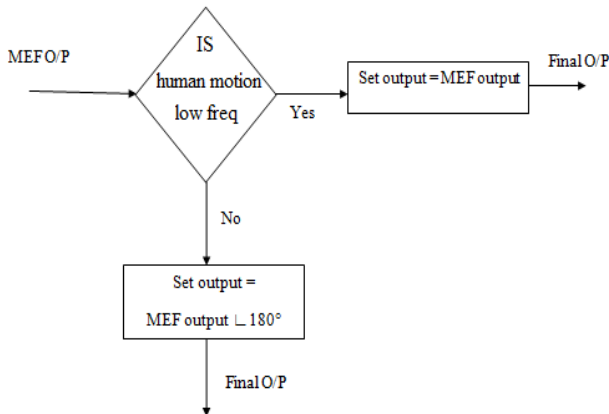 MEF O/P
IS
human motion
low freq
Yes
Set output = MEF output
Final O/P
No
Set output =
MEF output ∟180°
Final O/P